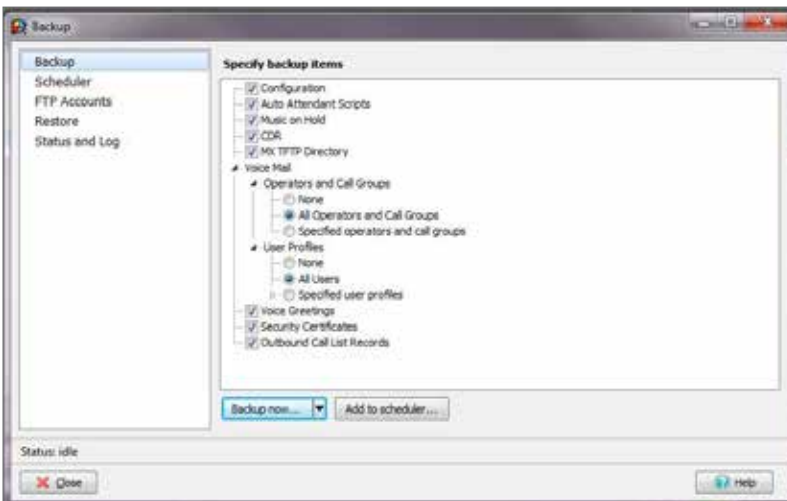 Backup
Backup
Scheduler
FTP Accounts
Restore
Status and Log
Specify backup items
Configuration
Auto Attendant Scripts
Music on Hold
CDR
MX TFTP Directory
Voice Mail
Operators and Call Groups
None
All Operators and Call Groups
Specified operators and call groups
User Profiles
None
All Users
Specified user profiles
Voice Greetings
Security Certificates
Outbound Call List Records
Backup now... Add to scheduler...
Status: idle
Close Help